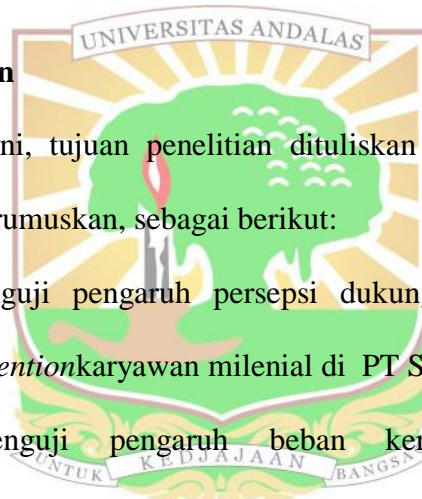 UNIVERSITAS ANDALAS
n
ni, tujuan penelitian dituliskan
rumuskan, sebagai berikut:
guji pengaruh persepsi dukung
entionkaryawan milenial di PT S
enguji pengaruh beban ker
UNTUK KEDJAJAAN BANGSA